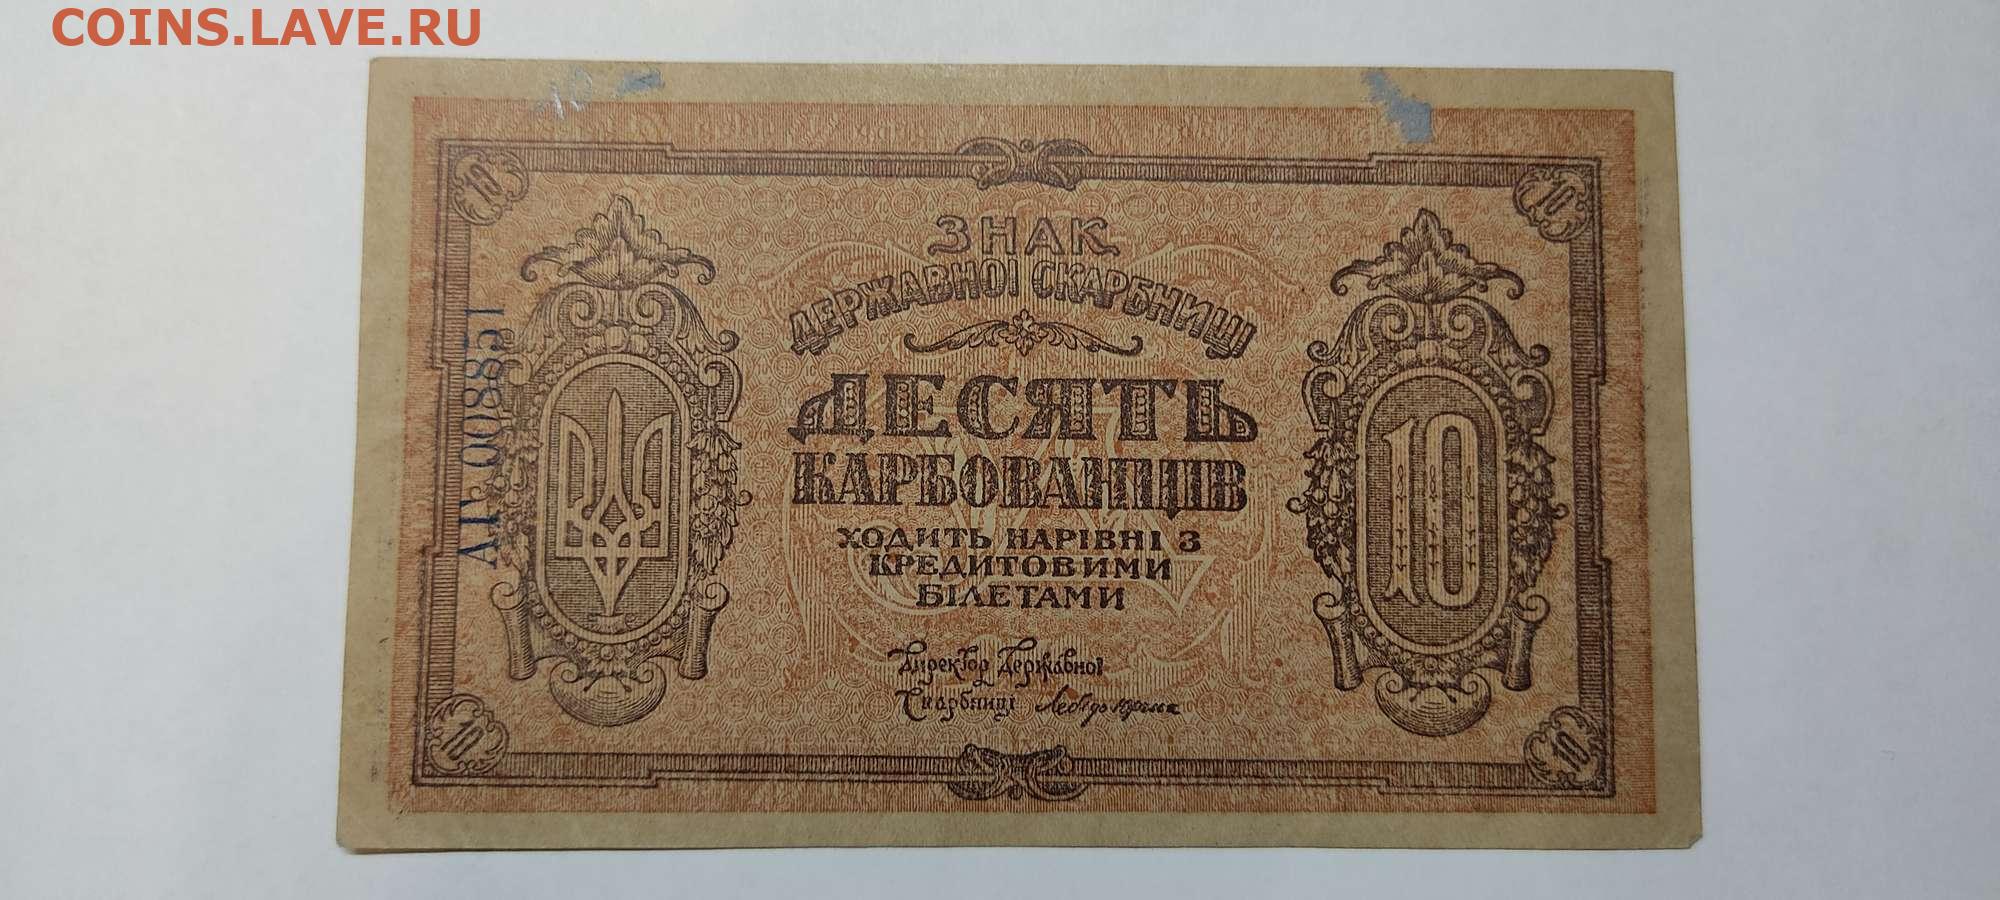 COINS.LAVE.RU
10
10
ЗНАК
ДЕРЖАВНОЇ СКАРБНИЦІ
ДЕСЯТЬ
КАРБОВАНЦІВ
ХОДИТЬ НАРІВНІ З
КРЕДИТОВИМИ
БІЛЕТАМИ
Директор Державної
Скарбниці
АГ 008851
10
10
10